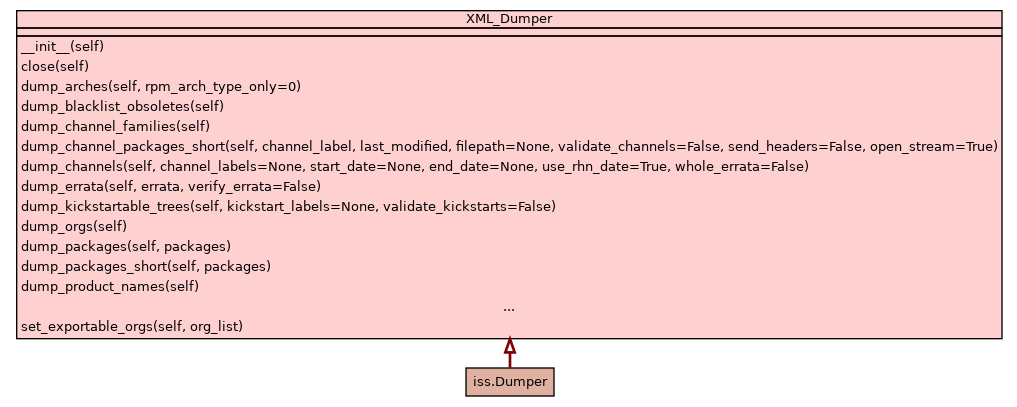 XML_Dumper
__init__(self)
close(self)
dump_arches(self, rpm_arch_type_only=0)
dump_blacklist_obsoletes(self)
dump_channel_families(self)
dump_channel_packages_short(self, channel_label, last_modified, filepath=None, validate_channels=False, send_headers=False, open_stream=True)
dump_channels(self, channel_labels=None, start_date=None, end_date=None, use_rhn_date=True, whole_errata=False)
dump_errata(self, errata, verify_errata=False)
dump_kickstartable_trees(self, kickstart_labels=None, validate_kickstarts=False)
dump_orgs(self)
dump_packages(self, packages)
dump_packages_short(self, packages)
dump_product_names(self)
...
set_exportable_orgs(self, org_list)
iss.Dumper